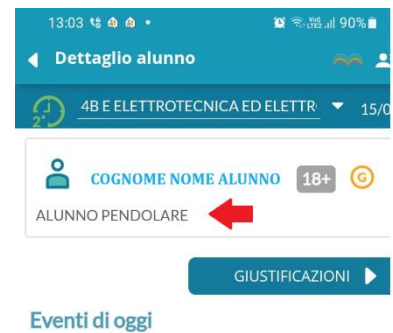 13:03 90%
Dettaglio alunno
2° 4B E ELETTROTECNICA ED ELETTR 15/0
COGNOME NOME ALUNNO 18+ G
ALUNNO PENDOLARE
GIUSTIFICAZIONI
Eventi di oggi